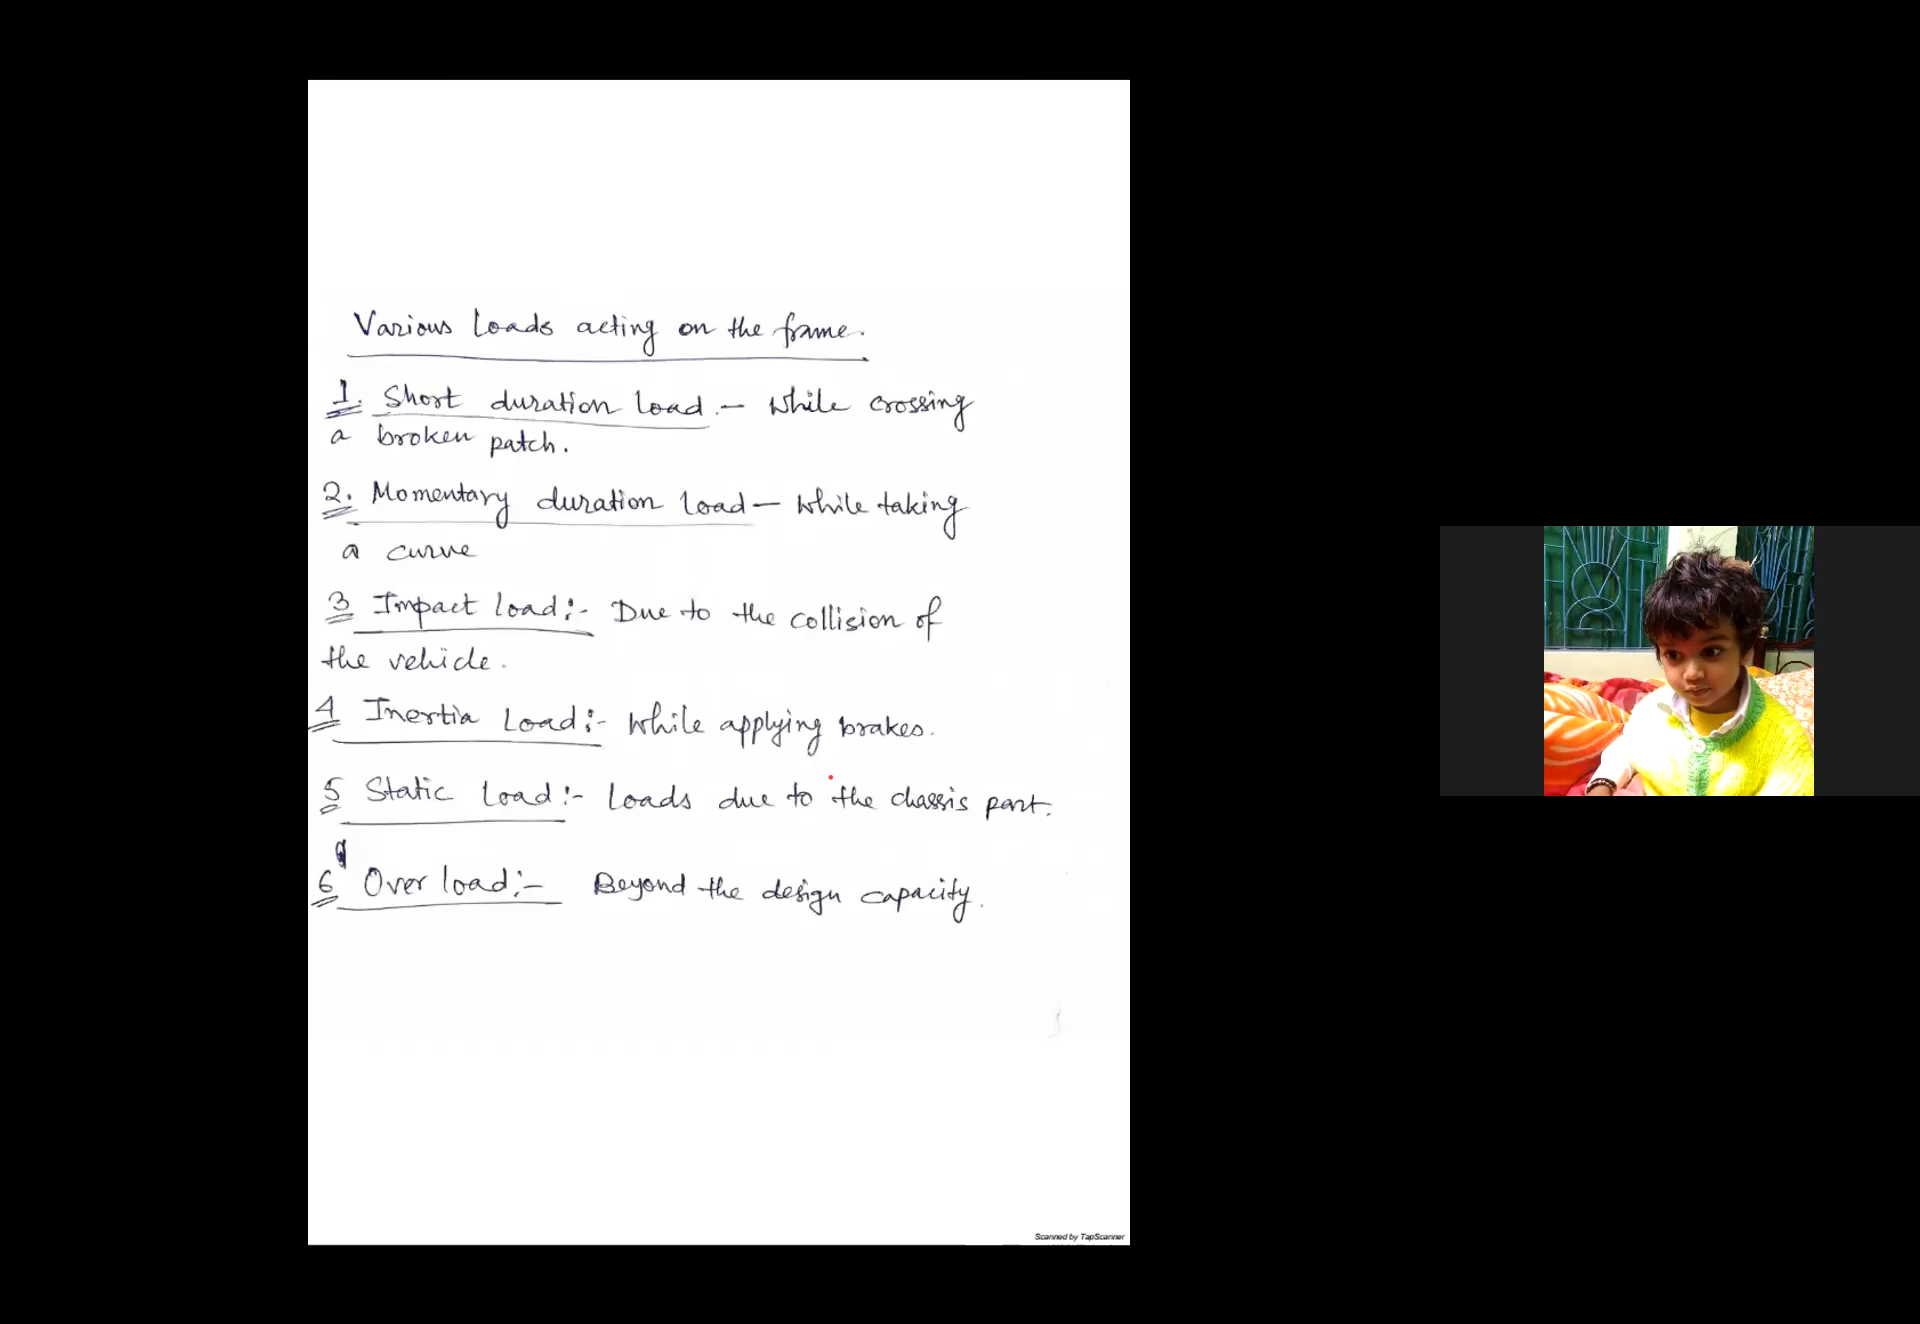 Various Loads acting on the frame.
1. Short duration load. - While crossing
a broken patch.
2. Momentary duration load - While taking
a curve
3 Impact load:- Due to the collision of
the vehicle.
4 Inertia Load:- While applying brakes.
5 Static Load:- Loads due to the chassis part.
6 Over load:- Beyond the design capacity.
Scanned by TapScanner